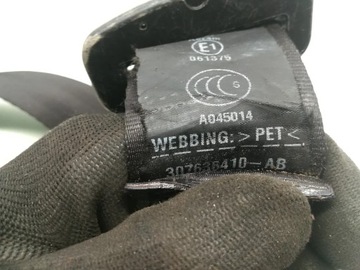 E1
061379
S
A045014
WEBBING: >PET<
307638410-AB